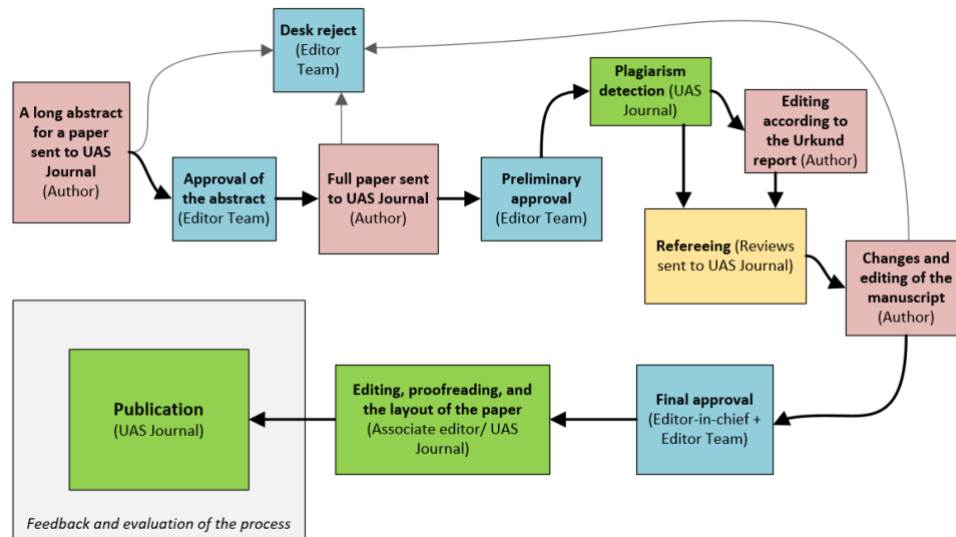 Desk reject
(Editor
Team)
A long abstract
for a paper
sent to UAS
Journal
(Author)
Approval of
the abstract
(Editor Team)
Full paper sent
to UAS Journal
(Author)
Preliminary
approval
(Editor Team)
Plagiarism
detection (UAS
Journal)
Editing
according to
the Urkund
report (Author)
Refereeing (Reviews
sent to UAS Journal)
Changes and
editing of the
manuscript
(Author)
Final approval
(Editor-in-chief +
Editor Team)
Editing, proofreading, and
the layout of the paper
(Associate editor/ UAS
Journal)
Publication
(UAS Journal)
Feedback and evaluation of the process